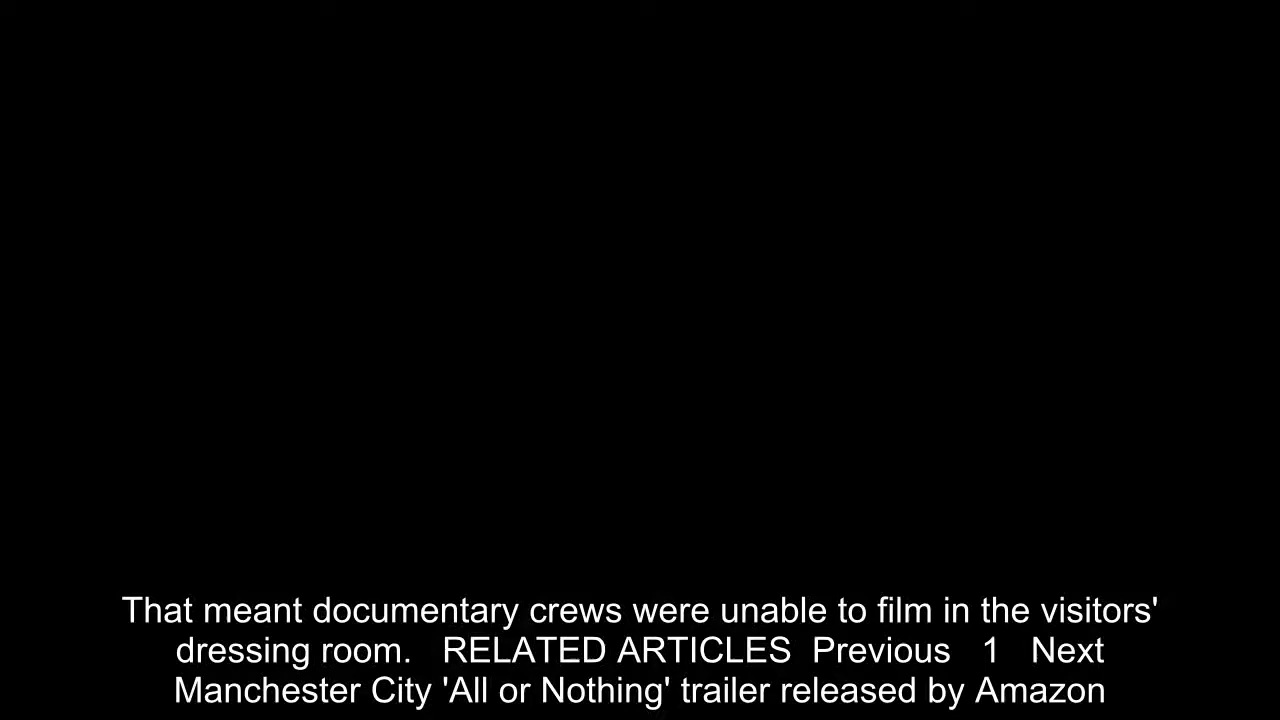 That meant documentary crews were unable to film in the visitors'
dressing room.   RELATED ARTICLES  Previous   1   Next
Manchester City 'All or Nothing' trailer released by Amazon